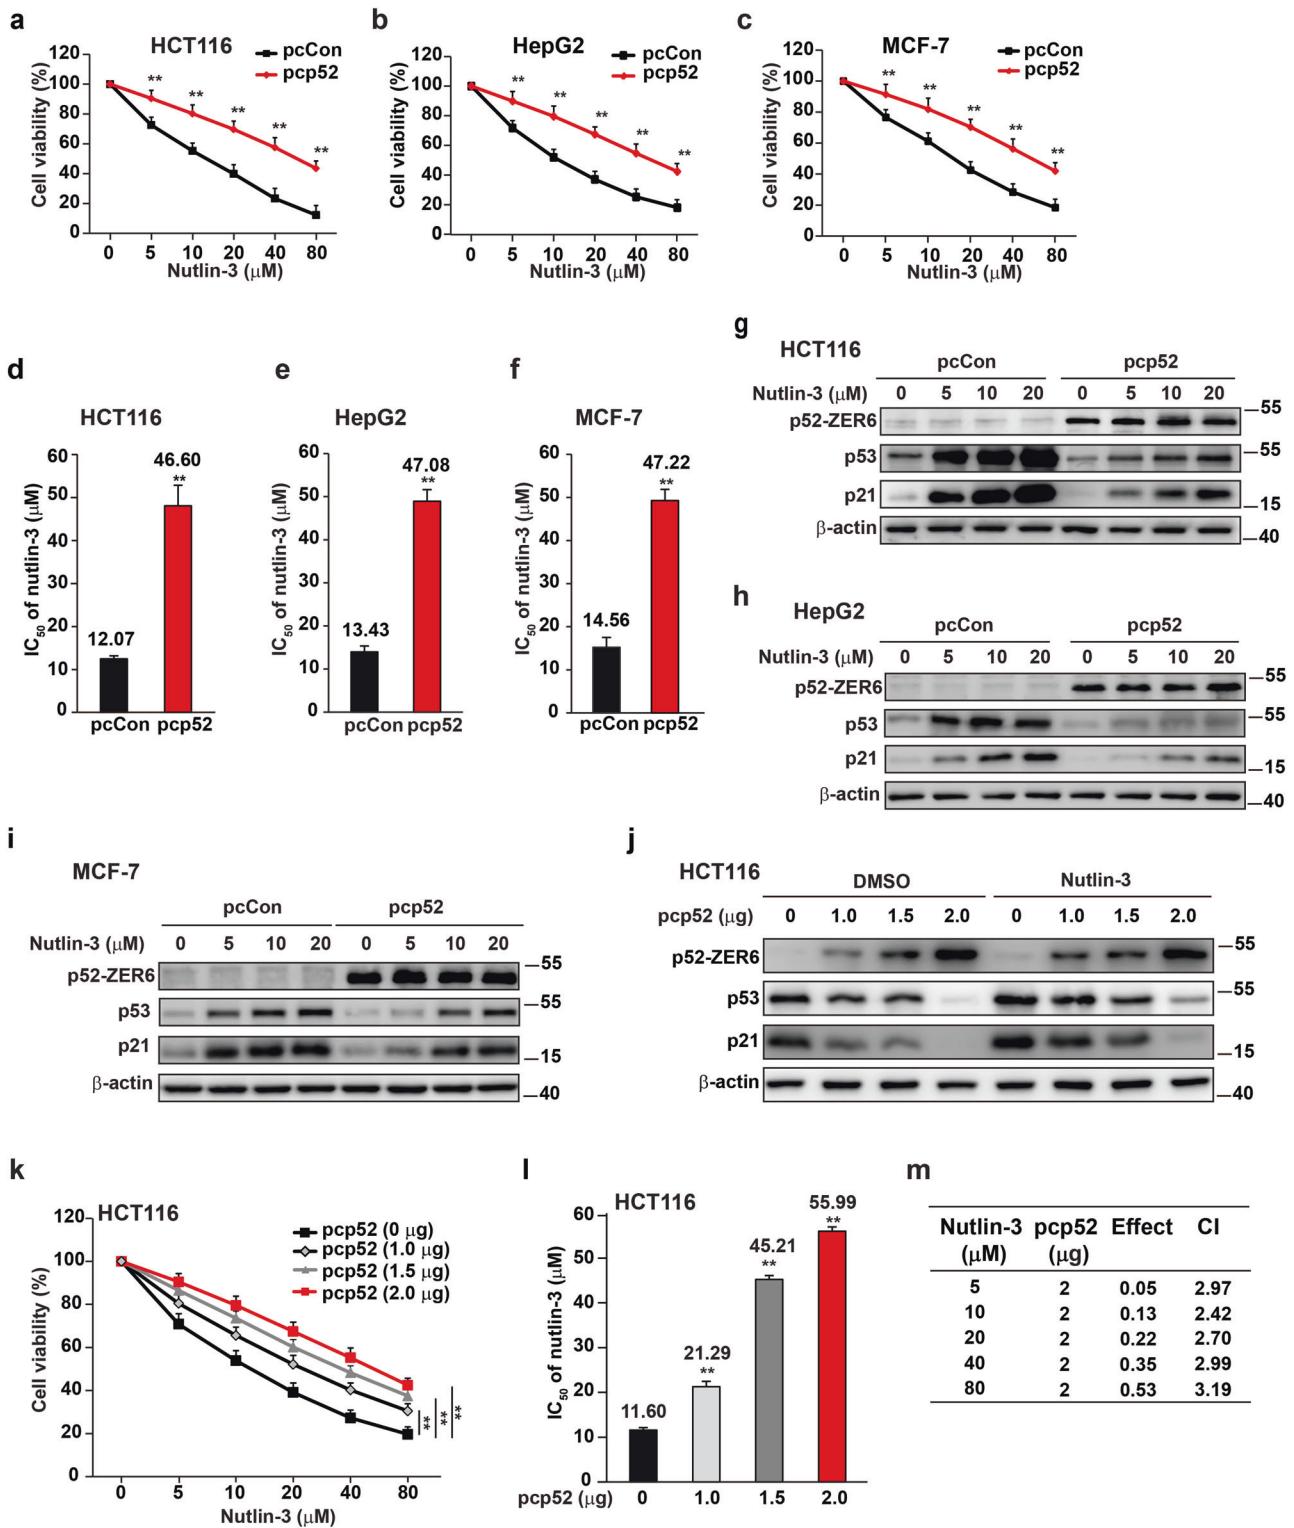 a
HCT116
pcCon
pcp52
120
100
80
60
40
20
0
Cell viability (%)
** ** ** ** **
0 5 10 20 40 80
Nutlin-3 (μM)
b
HepG2
pcCon
pcp52
120
100
80
60
40
20
0
Cell viability (%)
** ** ** ** **
0 5 10 20 40 80
Nutlin-3 (μM)
c
MCF-7
pcCon
pcp52
120
100
80
60
40
20
0
Cell viability (%)
** ** ** ** **
0 5 10 20 40 80
Nutlin-3 (μM)
d
HCT116
60
50
40
30
20
10
0
IC50 of nutlin-3 (μM)
46.60
**
12.07
pcCon pcp52
e
HepG2
60
50
40
30
20
10
0
IC50 of nutlin-3 (μM)
47.08
**
13.43
pcCon pcp52
f
MCF-7
60
50
40
30
20
10
0
IC50 of nutlin-3 (μM)
47.22
**
14.56
pcCon pcp52
g
HCT116
pcCon pcp52
Nutlin-3 (μM) 0 5 10 20 0 5 10 20
p52-ZER6 55
p53 55
p21 15
β-actin 40
h
HepG2
pcCon pcp52
Nutlin-3 (μM) 0 5 10 20 0 5 10 20
p52-ZER6 55
p53 55
p21 15
β-actin 40
i
MCF-7
pcCon pcp52
Nutlin-3 (μM) 0 5 10 20 0 5 10 20
p52-ZER6 55
p53 55
p21 15
β-actin 40
j
HCT116
DMSO Nutlin-3
pcp52 (μg) 0 1.0 1.5 2.0 0 1.0 1.5 2.0
p52-ZER6 55
p53 55
p21 15
β-actin 40
k
HCT116
120
100
80
60
40
20
0
Cell viability (%)
pcp52 (0 μg)
pcp52 (1.0 μg)
pcp52 (1.5 μg)
pcp52 (2.0 μg)
** ** **
0 5 10 20 40 80
Nutlin-3 (μM)
l
HCT116
60
50
40
30
20
10
0
IC50 of nutlin-3 (μM)
11.60
21.29
**
45.21
**
55.99
**
pcp52 (μg) 0 1.0 1.5 2.0
m
Nutlin-3 pcp52 Effect CI
(μM) (μg)
5 2 0.05 2.97
10 2 0.13 2.42
20 2 0.22 2.70
40 2 0.35 2.99
80 2 0.53 3.19